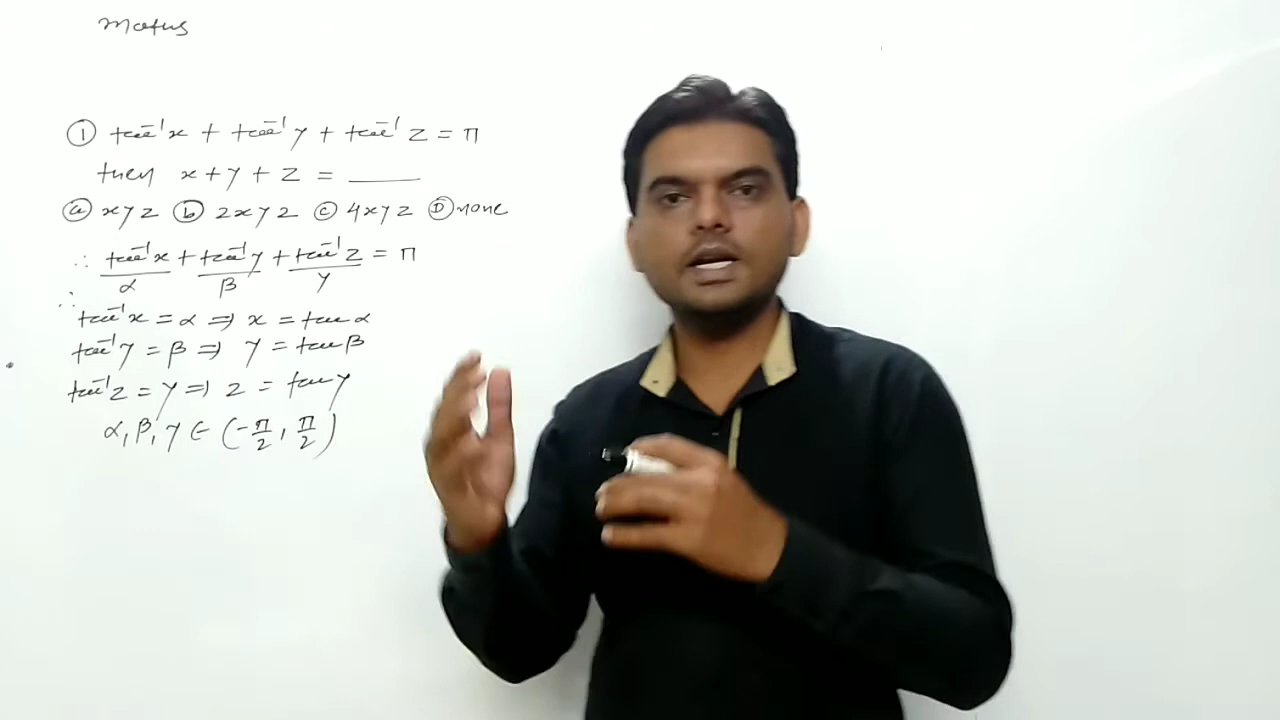 Maths
① tan⁻¹x + tan⁻¹y + tan⁻¹z = π
then x + y + z = ____
ⓐ xyz ⓑ 2xyz ⓒ 4xyz Ⓓ none
∴ tan⁻¹x + tan⁻¹y + tan⁻¹z = π
α β γ
∴
tan⁻¹x = α ⇒ x = tan α
tan⁻¹y = β ⇒ y = tan β
tan⁻¹z = γ ⇒ z = tan γ
α, β, γ ∈ (-π/2, π/2)